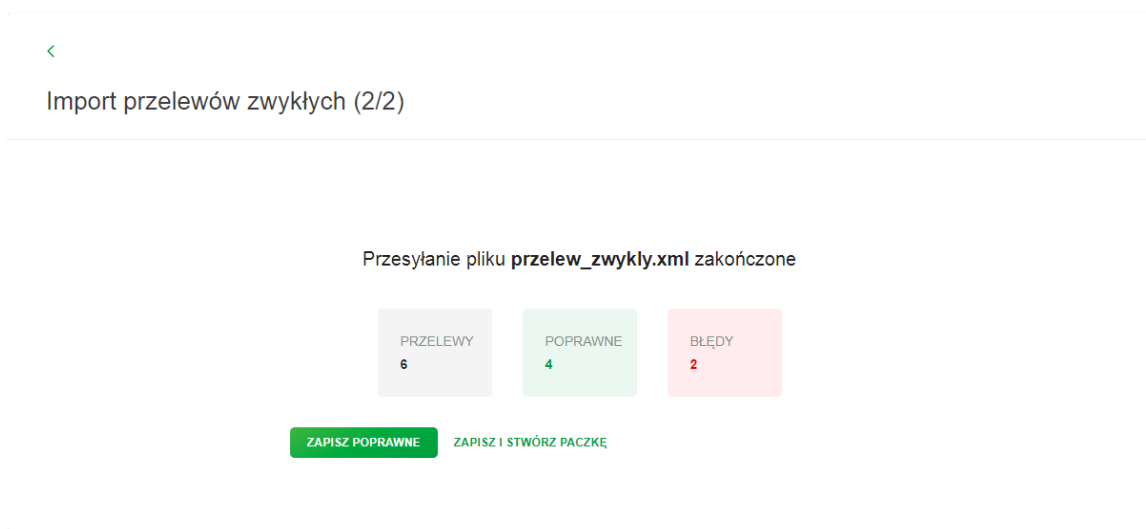 Import przelewów zwykłych (2/2)
Przesyłanie pliku przelew_zwykly.xml zakończone
PRZELEWY POPRAWNE BŁĘDY
6 4 2
ZAPISZ POPRAWNE ZAPISZ I STWÓRZ PACZKĘ